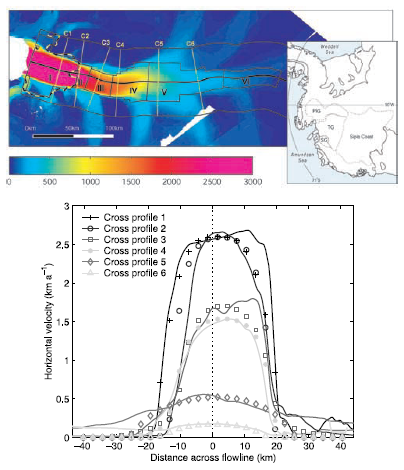 C1 C2 C3 C4 C5 C6
I II III IV V VI
0km 50km 100km
0 500 1000 1500 2000 2500 3000
Weddell Sea
90°W
PIG
TG
SG
Siple Coast
Amundsen Sea
Horizontal velocity (km a⁻¹)
3
2,5
2
1,5
1
0,5
0
Cross profile 1
Cross profile 2
Cross profile 3
Cross profile 4
Cross profile 5
Cross profile 6
−40 −30 −20 −10 0 10 20 30 40
Distance across flowline (km)